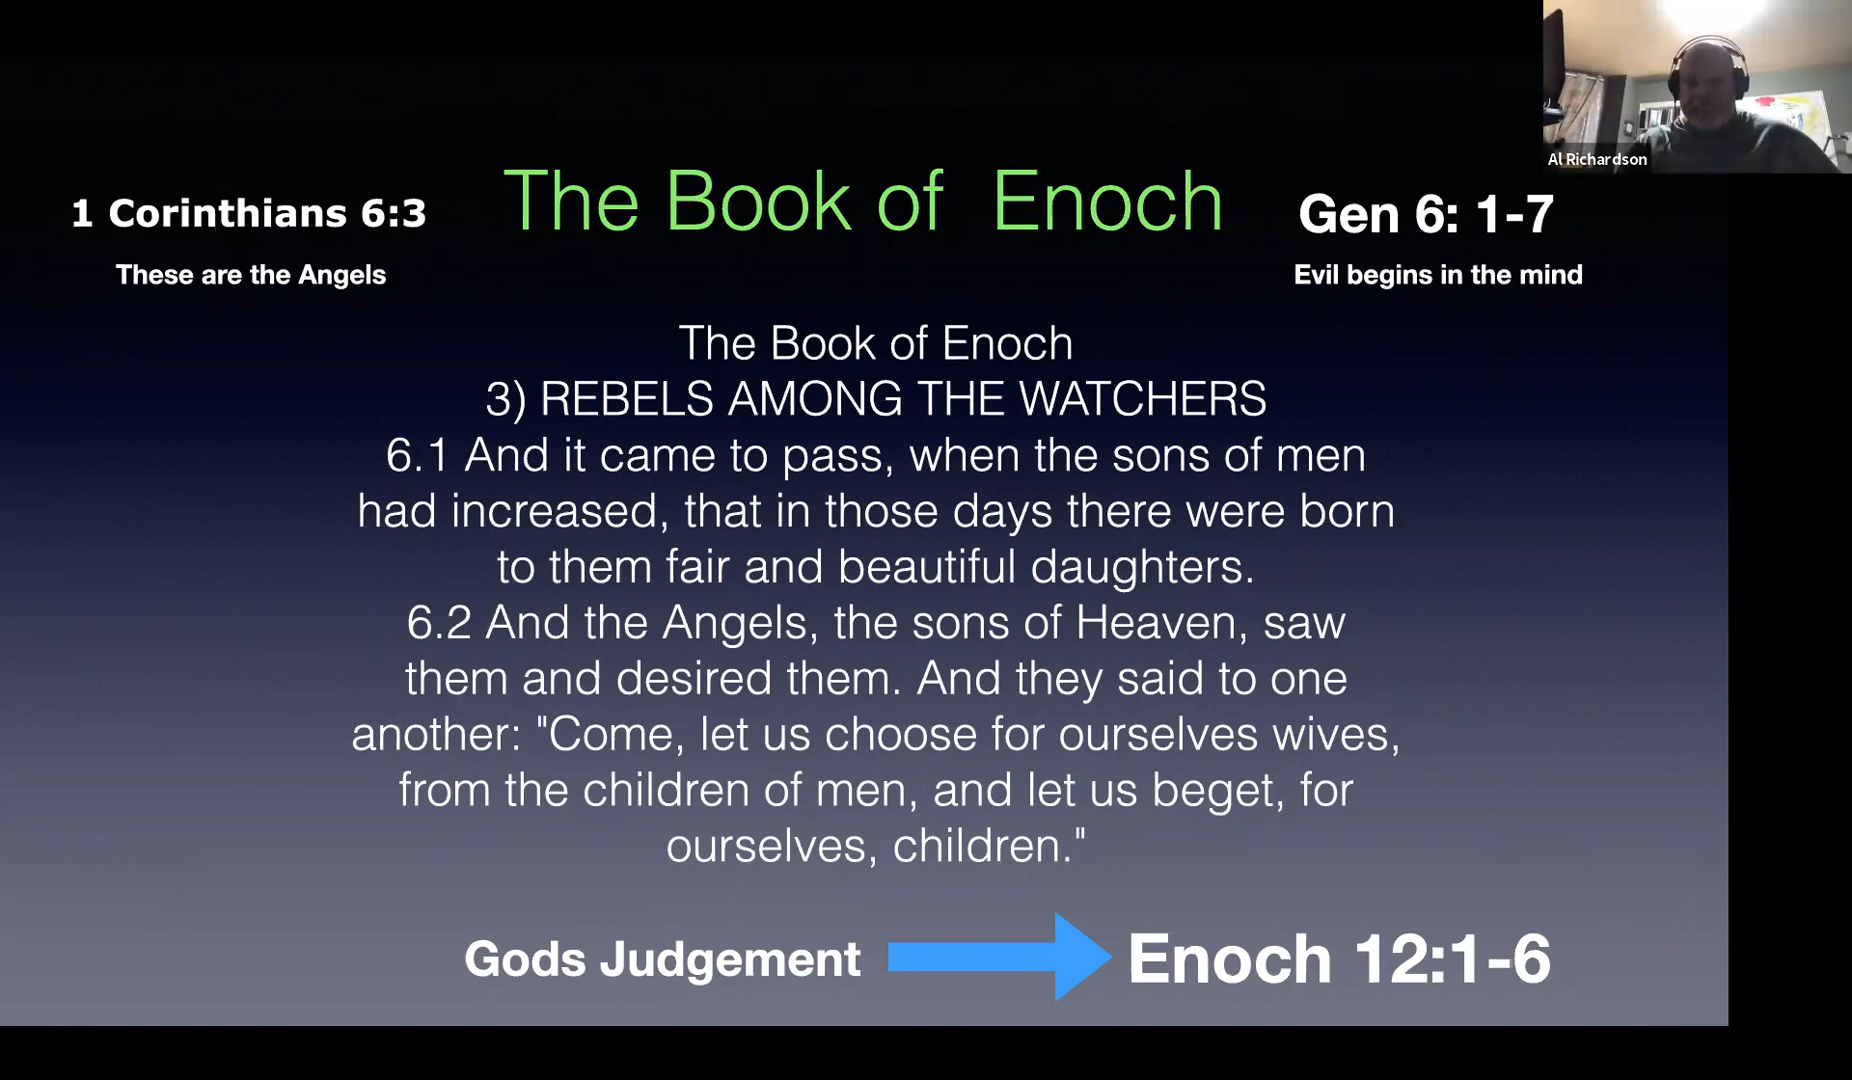 Al Richardson
1 Corinthians 6:3
The Book of Enoch
Gen 6: 1-7
These are the Angels
Evil begins in the mind
The Book of Enoch
3) REBELS AMONG THE WATCHERS
6.1 And it came to pass, when the sons of men
had increased, that in those days there were born
to them fair and beautiful daughters.
6.2 And the Angels, the sons of Heaven, saw
them and desired them. And they said to one
another: "Come, let us choose for ourselves wives,
from the children of men, and let us beget, for
ourselves, children."
Gods Judgement
Enoch 12:1-6